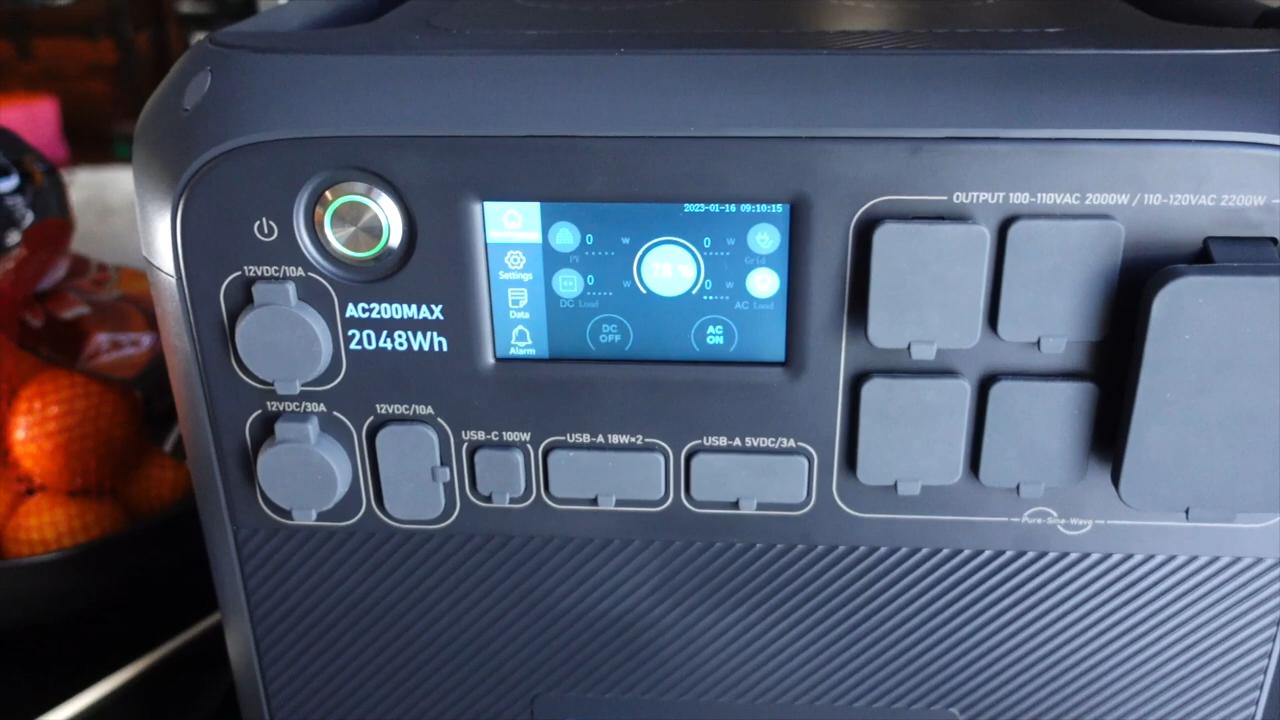 OUTPUT 100-110VAC 2000W / 110-120VAC 2200W
2023-01-16 09:10:15
12VDC/10A
AC200MAX
2048Wh
Settings
Data
Alarm
0 W
PV
0 W
DC Load
78 %
0 W
Grid
0 W
AC Load
DC OFF
AC ON
12VDC/30A
12VDC/10A
USB-C 100W
USB-A 18W×2
USB-A 5VDC/3A
Pure-Sine-Wave